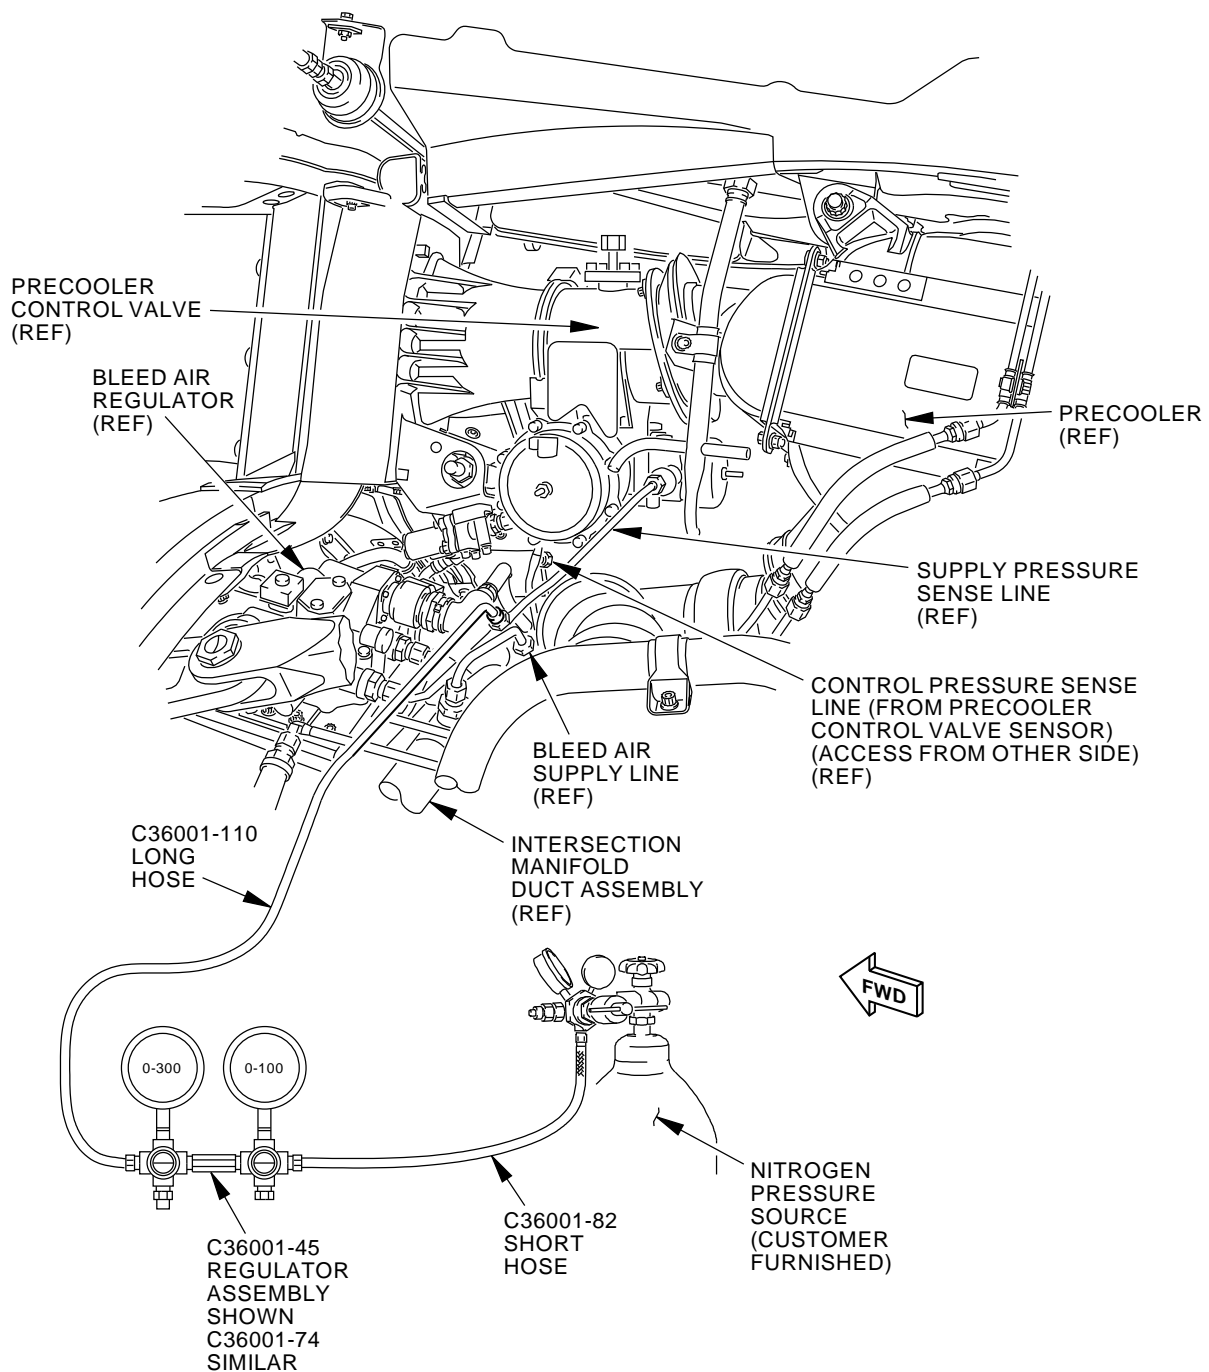 PRECOOLER
CONTROL VALVE
(REF)
BLEED AIR
REGULATOR
(REF)
PRECOOLER
(REF)
SUPPLY PRESSURE
SENSE LINE
(REF)
CONTROL PRESSURE SENSE
LINE (FROM PRECOOLER
CONTROL VALVE SENSOR)
(ACCESS FROM OTHER SIDE)
(REF)
BLEED AIR
SUPPLY LINE
(REF)
C36001-110
LONG
HOSE
INTERSECTION
MANIFOLD
DUCT ASSEMBLY
(REF)
FWD
0-300
0-100
NITROGEN
PRESSURE
SOURCE
(CUSTOMER
FURNISHED)
C36001-82
SHORT
HOSE
C36001-45
REGULATOR
ASSEMBLY
SHOWN
C36001-74
SIMILAR